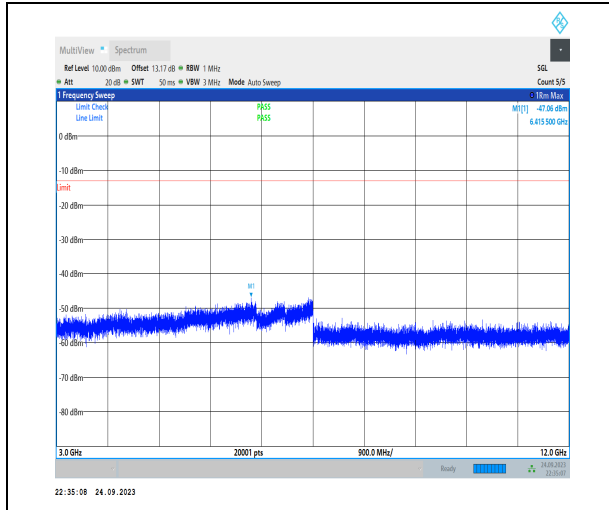 MultiView Spectrum
Ref Level 10.00 dBm Offset 13.17 dB RBW 1 MHz SGL
Att 20 dB SWT 50 ms VBW 3 MHz Mode Auto Sweep Count 5/5
1 Frequency Sweep 1Rm Max
Limit Check PASS M1[1] -47.06 dBm
Line Limit PASS 6.415 500 GHz
0 dBm
-10 dBm
Limit
-20 dBm
-30 dBm
-40 dBm
M1
-50 dBm
-60 dBm
-70 dBm
-80 dBm
3.0 GHz 20001 pts 900.0 MHz/ 12.0 GHz
Ready 24.09.2023
22:35:07
22:35:08 24.09.2023